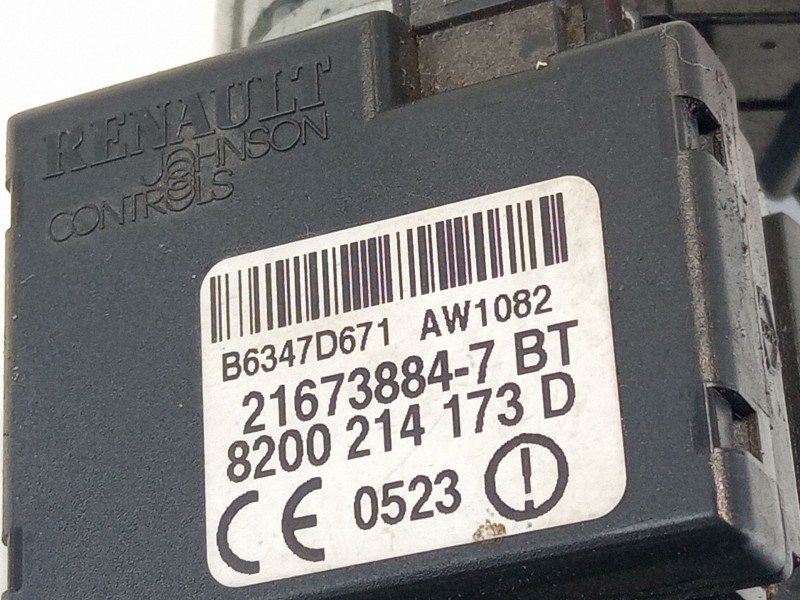 RENAULT
JOHNSON
CONTROLS
B6347D671 AW1082
21673884-7 BT
8200 214 173 D
CE 0523 !